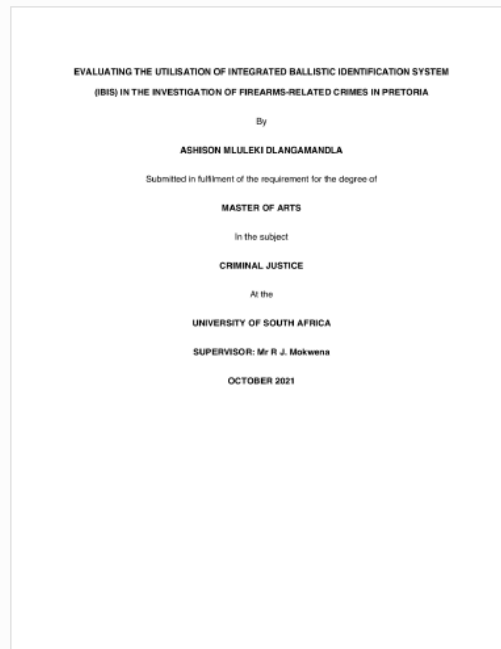 EVALUATING THE UTILISATION OF INTEGRATED BALLISTIC IDENTIFICATION SYSTEM
(IBIS) IN THE INVESTIGATION OF FIREARMS-RELATED CRIMES IN PRETORIA
By
ASHISON MLULEKI DLANGAMANDLA
Submitted in fulfilment of the requirement for the degree of
MASTER OF ARTS
In the subject
CRIMINAL JUSTICE
At the
UNIVERSITY OF SOUTH AFRICA
SUPERVISOR: Mr R J. Mokwena
OCTOBER 2021